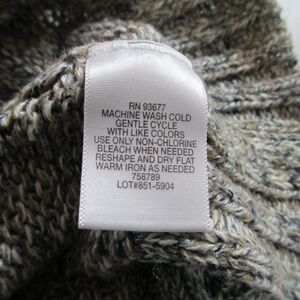 RN 93677
MACHINE WASH COLD
GENTLE CYCLE
WITH LIKE COLORS
USE ONLY NON-CHLORINE
BLEACH WHEN NEEDED
RESHAPE AND DRY FLAT
WARM IRON AS NEEDED
758789
LOT#851-5904